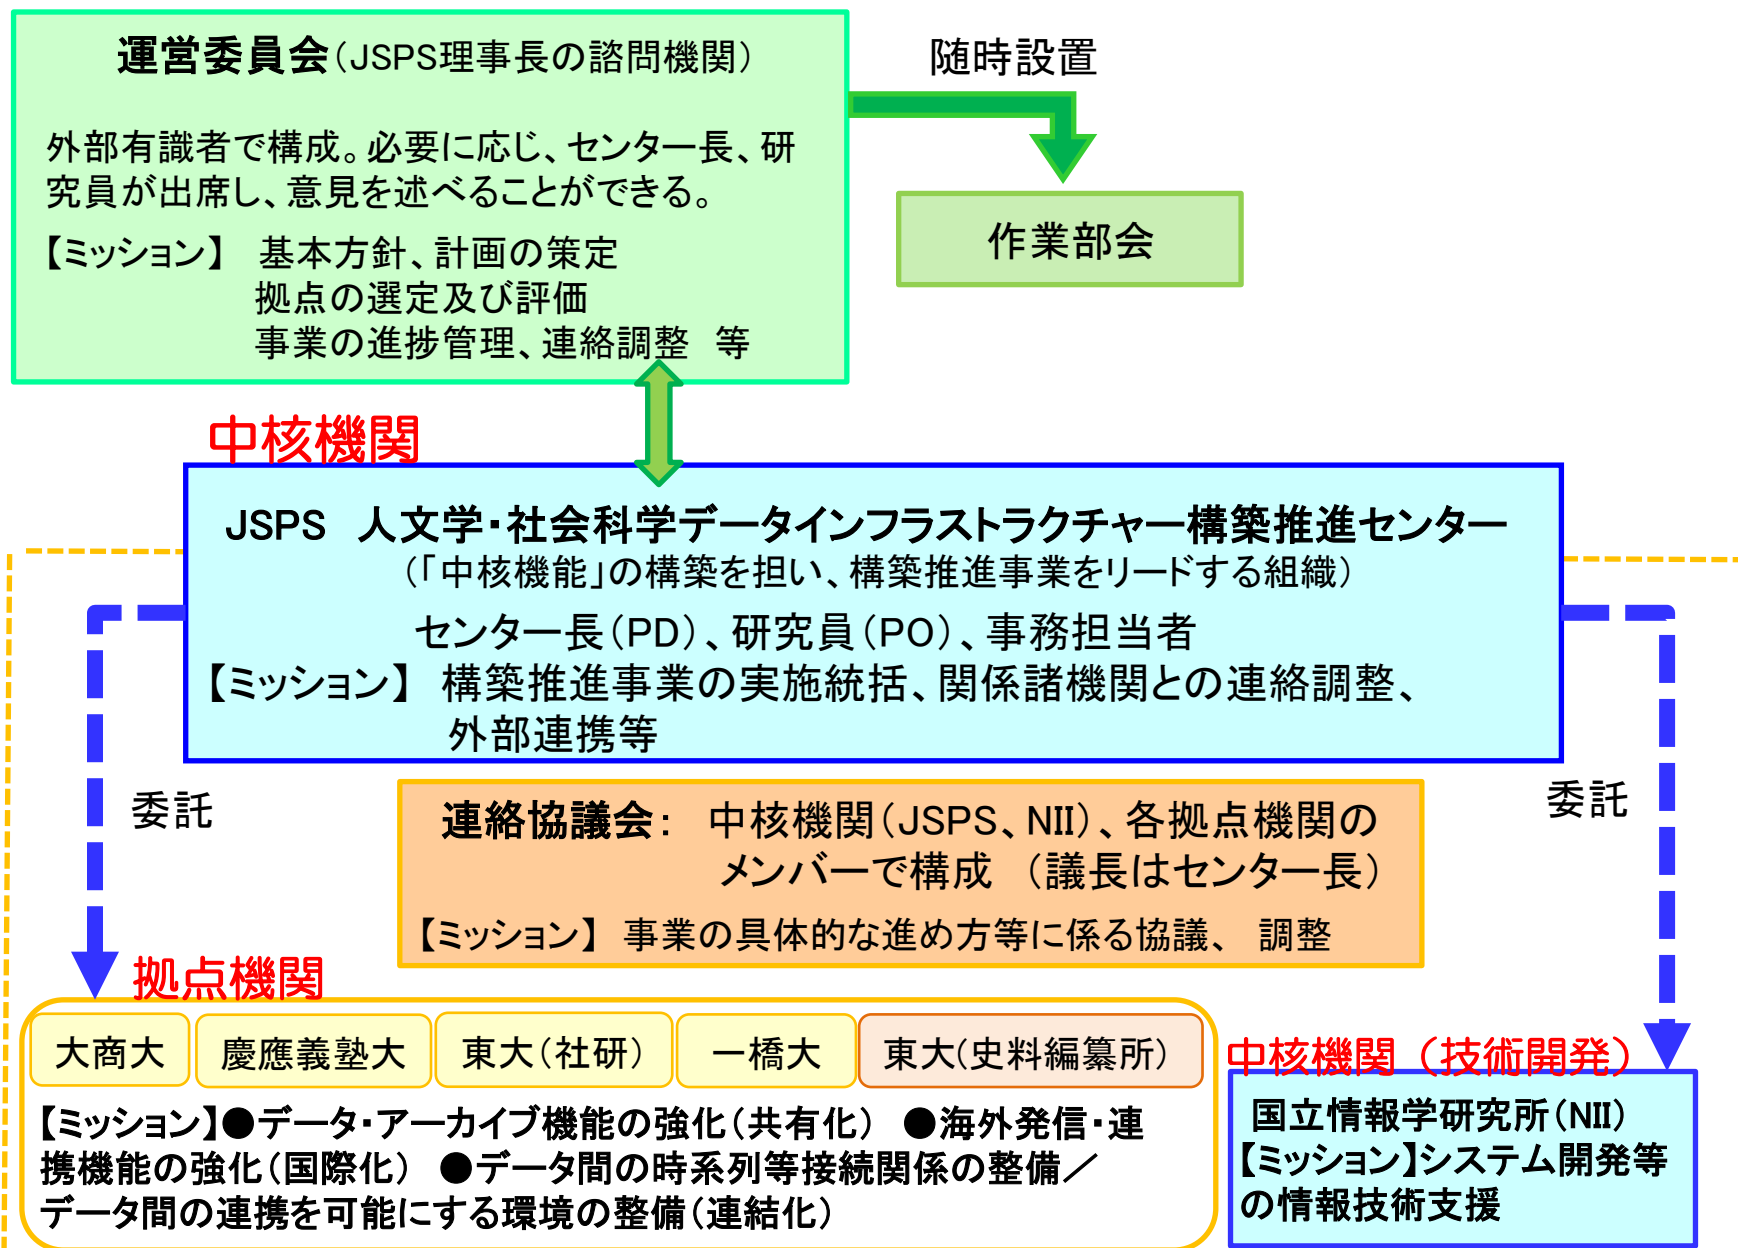 運営委員会（JSPS理事長の諮問機関）
外部有識者で構成。必要に応じ、センター長、研
究員が出席し、意見を述べることができる。
【ミッション】 基本方針、計画の策定
拠点の選定及び評価
事業の進捗管理、連絡調整 等
随時設置
作業部会
中核機関
JSPS 人文学・社会科学データインフラストラクチャー構築推進センター
（「中核機能」の構築を担い、構築推進事業をリードする組織）
センター長（PD）、研究員（PO）、事務担当者
【ミッション】 構築推進事業の実施統括、関係諸機関との連絡調整、
外部連携等
委託
委託
連絡協議会： 中核機関（JSPS、NII）、各拠点機関の
メンバーで構成 （議長はセンター長）
【ミッション】 事業の具体的な進め方等に係る協議、 調整
拠点機関
大商大
慶應義塾大
東大（社研）
一橋大
東大(史料編纂所）
【ミッション】●データ・アーカイブ機能の強化（共有化） ●海外発信・連
携機能の強化（国際化） ●データ間の時系列等接続関係の整備／
データ間の連携を可能にする環境の整備（連結化）
中核機関（技術開発）
国立情報学研究所（NII）
【ミッション】システム開発等
の情報技術支援